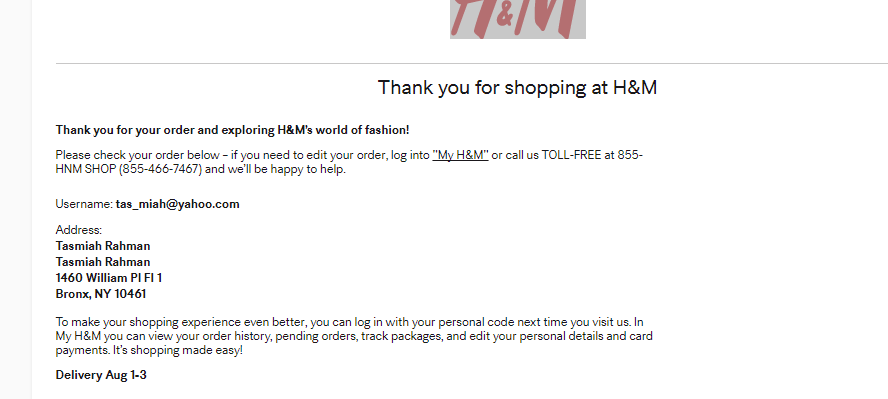 H&M
Thank you for shopping at H&M
Thank you for your order and exploring H&M's world of fashion!
Please check your order below – if you need to edit your order, log into "My H&M" or call us TOLL-FREE at 855-
HNM SHOP (855-466-7467) and we'll be happy to help.
Username: tas_miah@yahoo.com
Address:
Tasmiah Rahman
Tasmiah Rahman
1460 William Pl Fl 1
Bronx, NY 10461
To make your shopping experience even better, you can log in with your personal code next time you visit us. In
My H&M you can view your order history, pending orders, track packages, and edit your personal details and card
payments. It's shopping made easy!
Delivery Aug 1-3